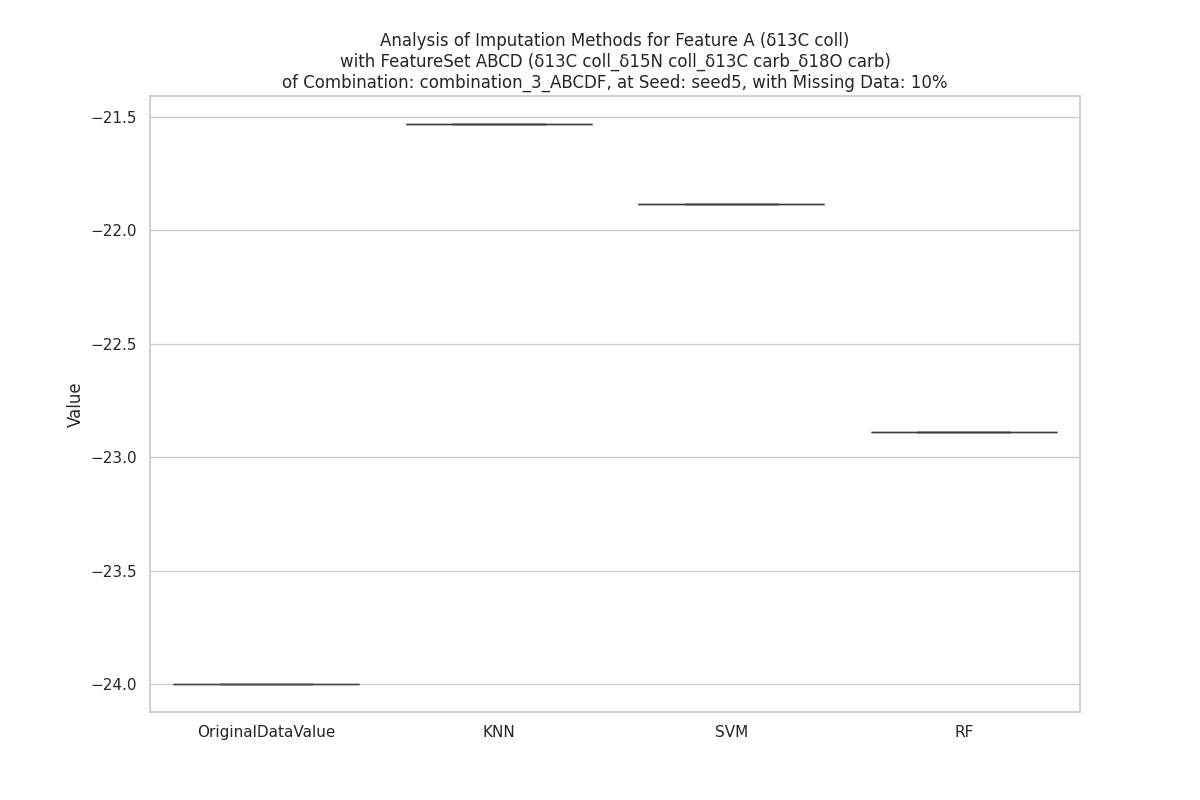 Analysis of Imputation Methods for Feature A (δ13C coll)
with FeatureSet ABCD (δ13C coll_δ15N coll_δ13C carb_δ18O carb)
of Combination: combination_3_ABCDF, at Seed: seed5, with Missing Data: 10%
−21.5
−22.0
−22.5
−23.0
−23.5
−24.0
Value
OriginalDataValue
KNN
SVM
RF